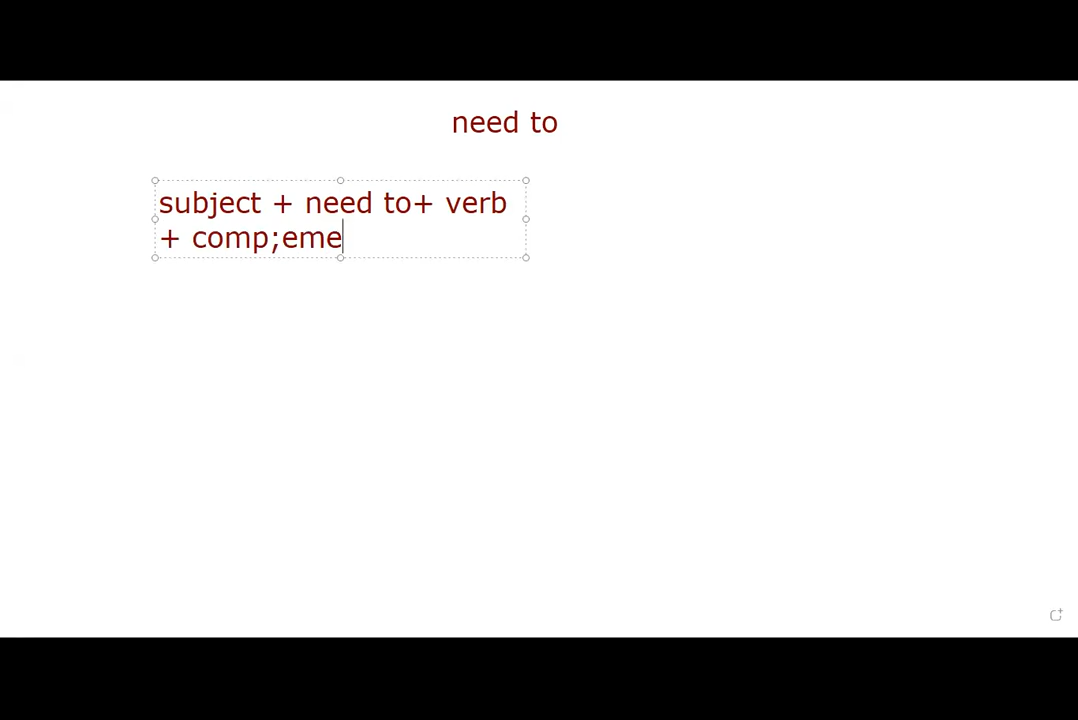 need to
subject + need to+ verb
+ comp;eme